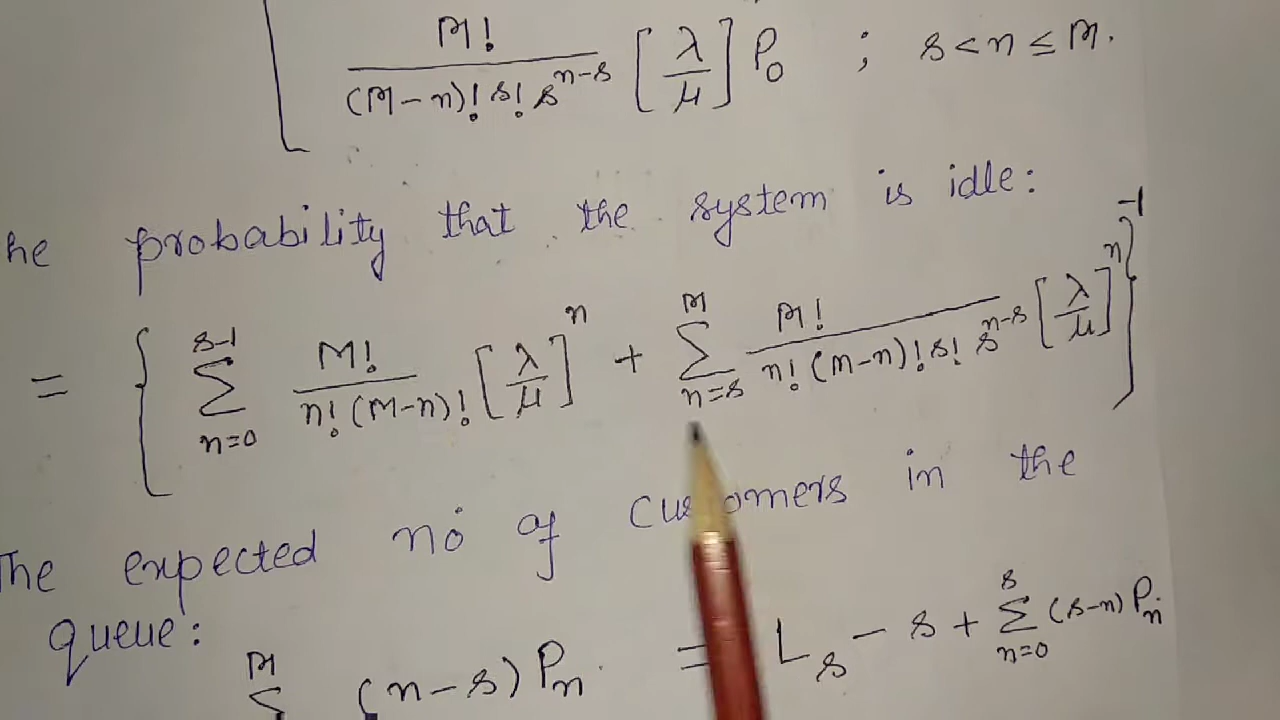 M! / (M-n)! s! s^(n-s) [λ/μ] P₀ ; s < n ≤ M.
he probability that the system is idle:
= { Σ_(n=0)^(s-1) M! / n! (M-n)! [λ/μ]^n + Σ_(n=s)^M M! / n! (M-n)! s! s^(n-s) [λ/μ]^n }^-1
The expected no of customers in the
queue:
Σ^M (n-s) Pₙ. = L_s - s + Σ_(n=0)^s (s-n) Pₙ.